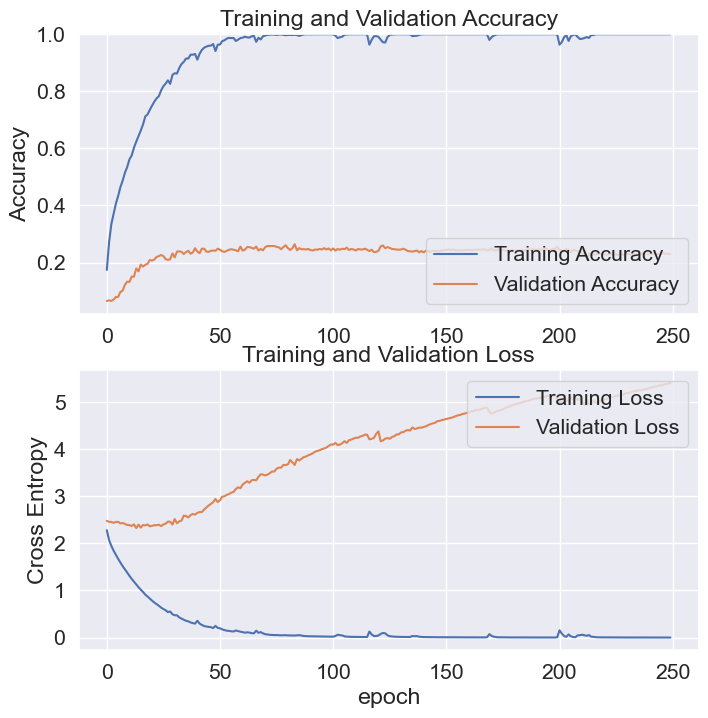 Training and Validation Accuracy
Accuracy
1.0
0.8
0.6
0.4
0.2
Training Accuracy
Validation Accuracy
0
50
100
150
200
250
Training and Validation Loss
Cross Entropy
5
4
3
2
1
0
Training Loss
Validation Loss
0
50
100
150
200
250
epoch